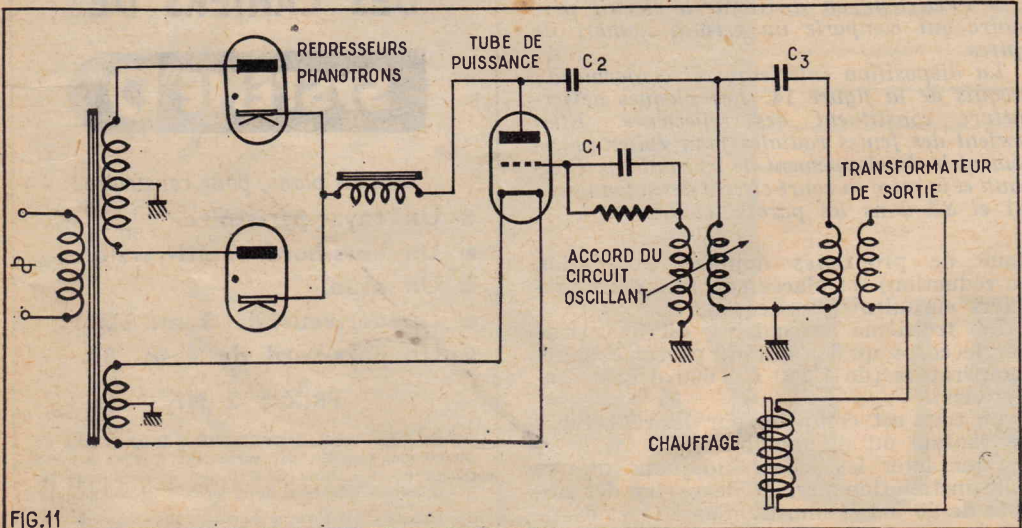 REDRESSEURS
PHANOTRONS
TUBE DE
PUISSANCE
C2
C3
C1
TRANSFORMATEUR
DE SORTIE
ACCORD DU
CIRCUIT
OSCILLANT
CHAUFFAGE
FIG.11